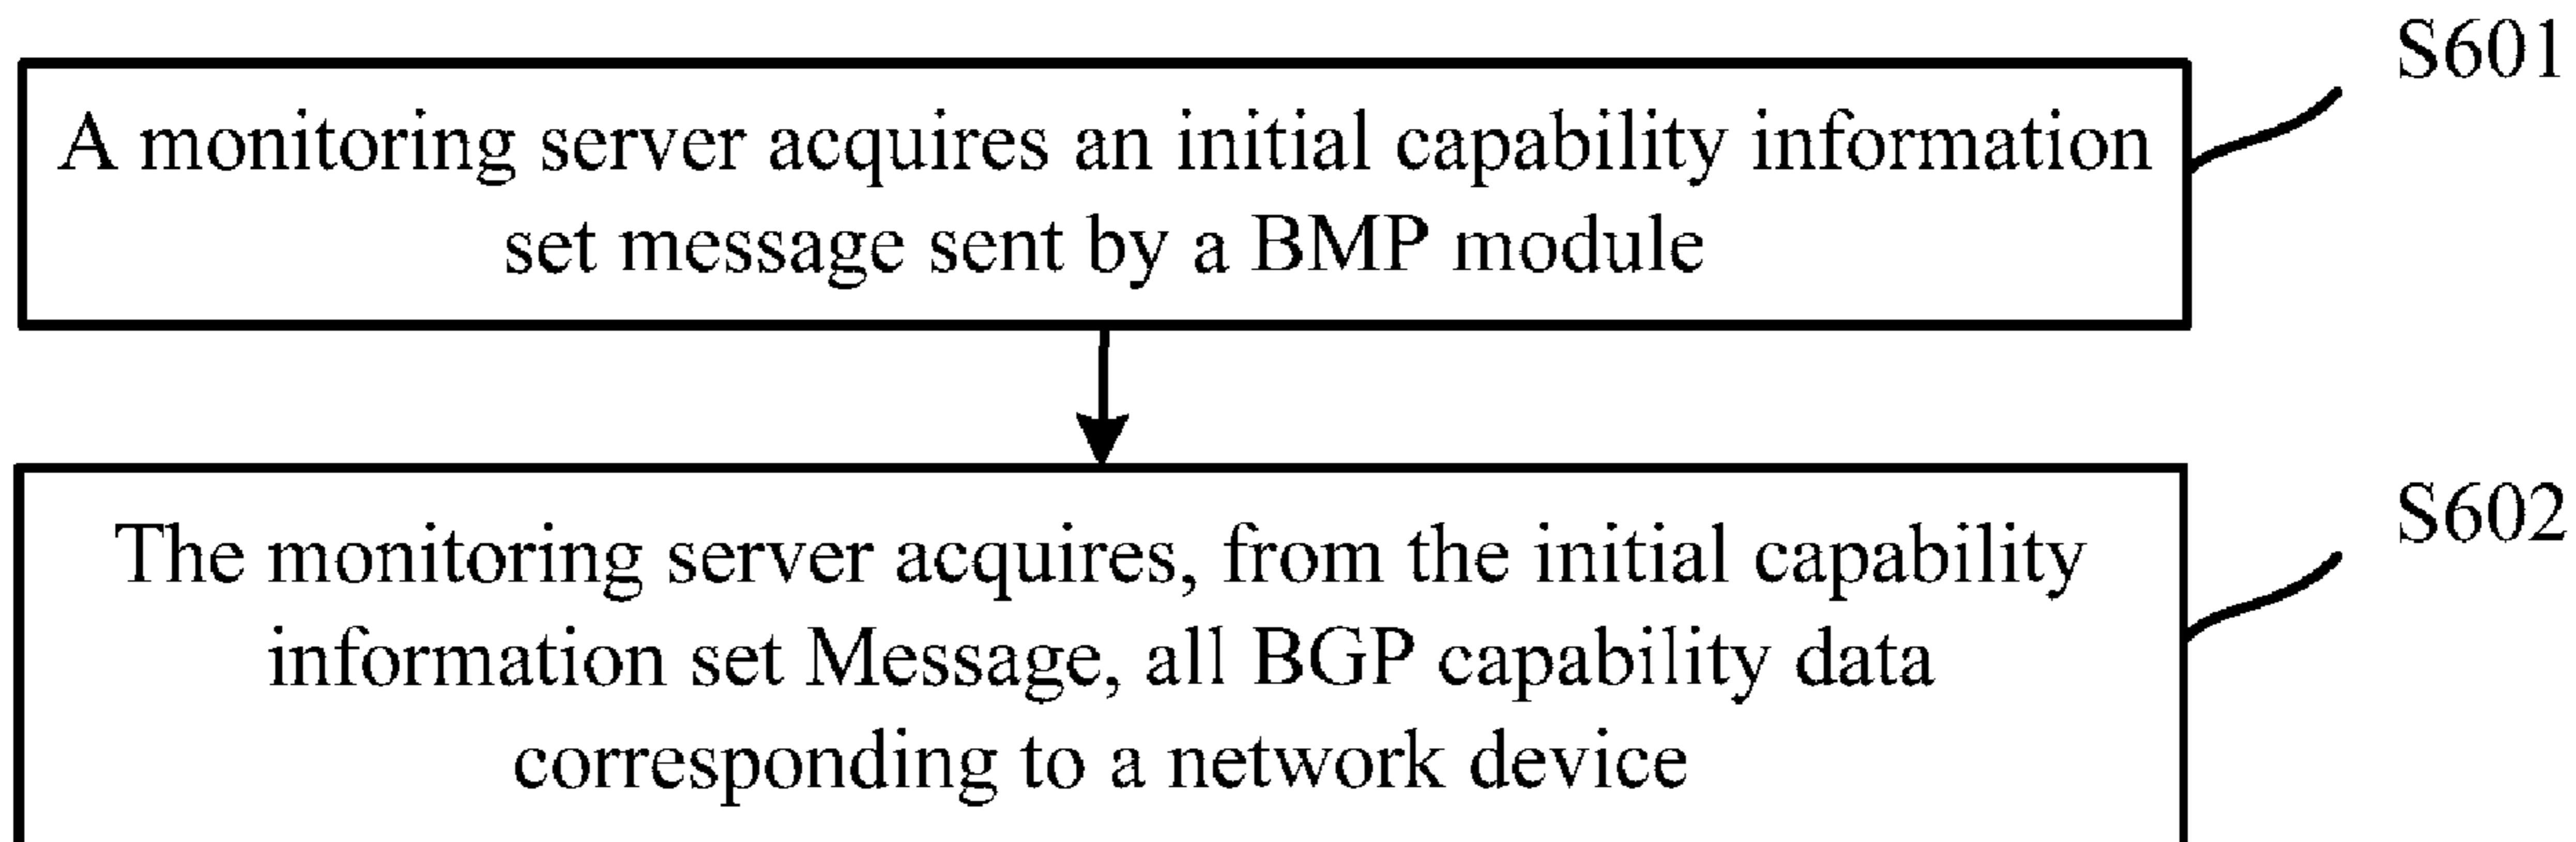 S601
A monitoring server acquires an initial capability information
set message sent by a BMP module
S602
The monitoring server acquires, from the initial capability
information set Message, all BGP capability data
corresponding to a network device